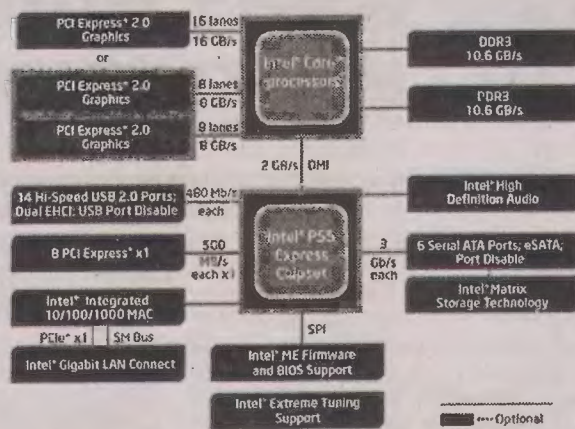 PCI Express* 2.0
Graphics
16 lanes
16 GB/s
or
PCI Express* 2.0
Graphics
8 lanes
8 GB/s
PCI Express* 2.0
Graphics
8 lanes
8 GB/s
Intel® Core™
processors
DDR3
10.6 GB/s
DDR3
10.6 GB/s
2 GB/s DMI
14 Hi-Speed USB 2.0 Ports;
Dual EHCI; USB Port Disable
480 Mb/s
each
8 PCI Express* x1
500
MB/s
each x1
Intel® P55
Express
Chipset
Intel® High
Definition Audio
3
Gb/s
each
6 Serial ATA Ports; eSATA;
Port Disable
Intel® Matrix
Storage Technology
Intel® Integrated
10/100/1000 MAC
PCIe* x1
SM Bus
Intel® Gigabit LAN Connect
SPI
Intel® ME Firmware
and BIOS Support
Intel® Extreme Tuning
Support
Optional